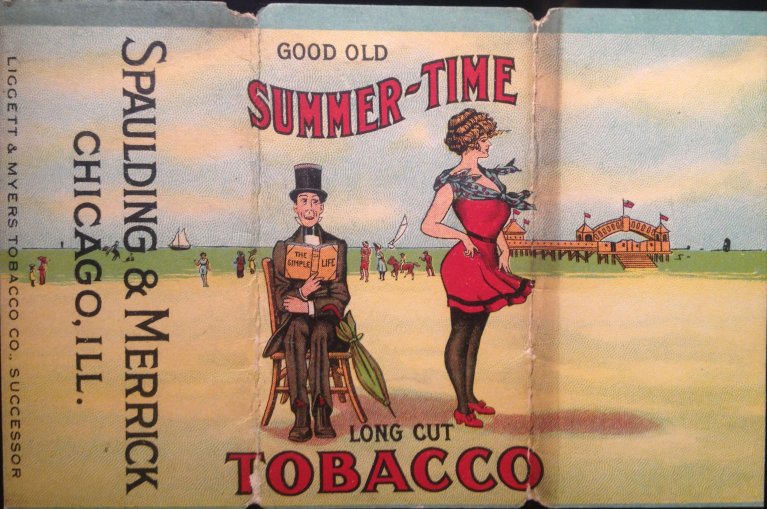 GOOD OLD
SUMMER-TIME
THE SIMPLE LIFE
LONG CUT
TOBACCO
SPAULDING & MERRICK
CHICAGO, ILL.
LIGGETT & MYERS TOBACCO CO., SUCCESSOR